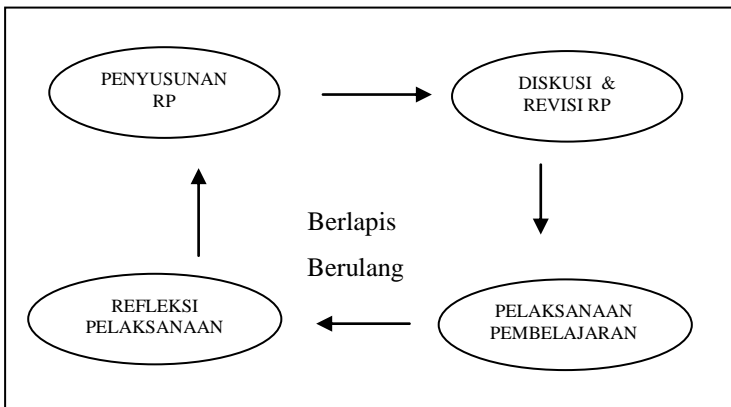 PENYUSUNAN
RP
DISKUSI & 
REVISI RP
Berlapis
Berulang
REFLEKSI
PELAKSANAAN
PELAKSANAAN
PEMBELAJARAN